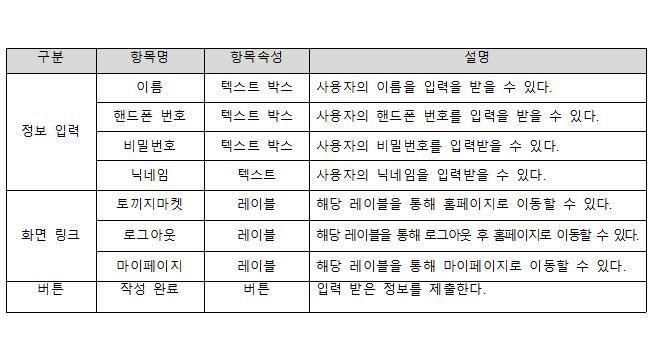 구분 항목명 항목속성 설명
이름 텍스트 박스 사용자의 이름을 입력을 받을 수 있다.
핸드폰 번호 텍스트 박스 사용자의 핸드폰 번호를 입력을 받을 수 있다.
정보 입력
비밀번호 텍스트 박스 사용자의 비밀번호를 입력받을 수 있다.
닉네임 텍스트 사용자의 닉네임을 입력받을 수 있다.
토끼지마켓 레이블 해당 레이블을 통해 홈페이지로 이동할 수 있다.
화면 링크 로그아웃 레이블 해당 레이블을 통해 로그아웃 후 홈페이지로 이동할 수 있다.
마이페이지 레이블 해당 레이블을 통해 마이페이지로 이동할 수 있다.
버튼 작성 완료 버튼 입력 받은 정보를 제출한다.